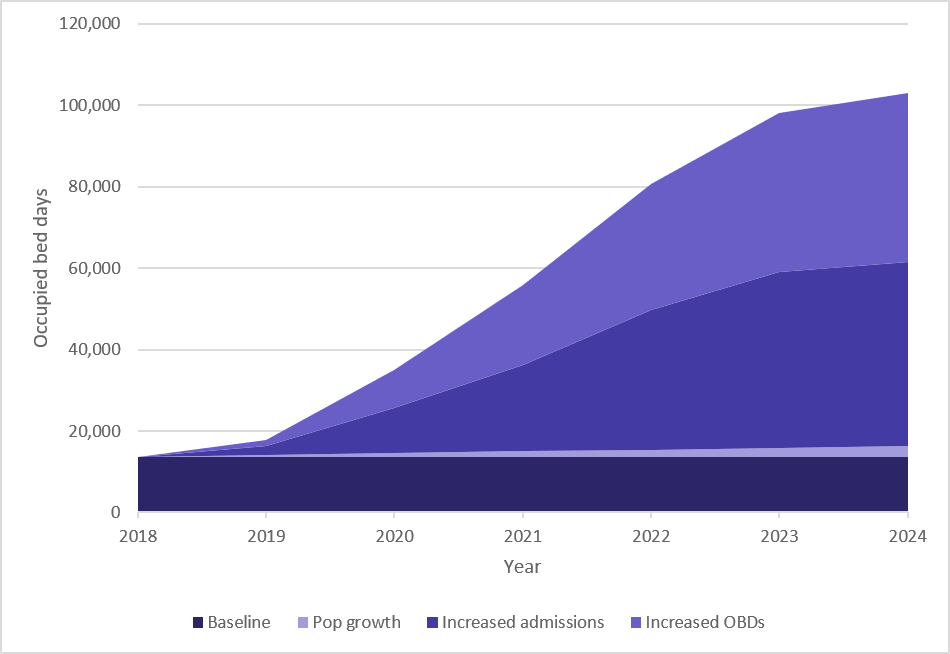 120,000
100,000
80,000
60,000
40,000
20,000
0
Occupied bed days
2018 2019 2020 2021 2022 2023 2024
Year
Baseline Pop growth Increased admissions Increased OBDs